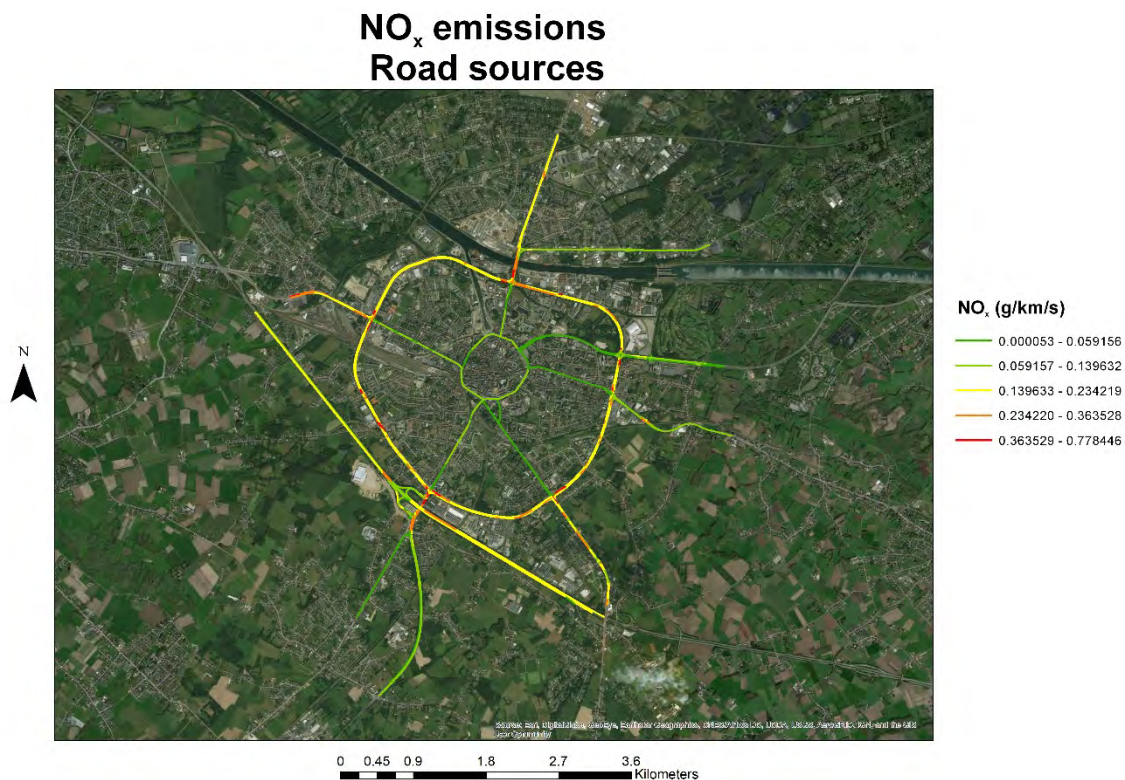 NOx emissions
Road sources
N
NOx (g/km/s)
0.000053 - 0.059156
0.059157 - 0.139632
0.139633 - 0.234219
0.234220 - 0.363528
0.363529 - 0.778446
0 0.45 0.9 1.8 2.7 3.6
Kilometers